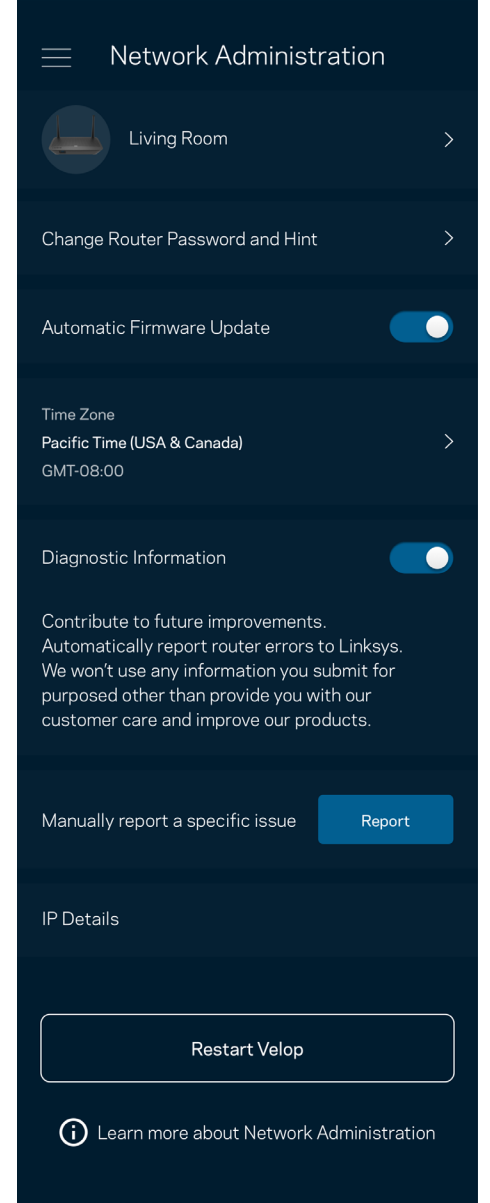 Network Administration
Living Room
Change Router Password and Hint
Automatic Firmware Update
Time Zone
Pacific Time (USA & Canada)
GMT-08:00
Diagnostic Information
Contribute to future improvements.
Automatically report router errors to Linksys.
We won't use any information you submit for
purposed other than provide you with our
customer care and improve our products.
Manually report a specific issue
Report
IP Details
Restart Velop
Learn more about Network Administration